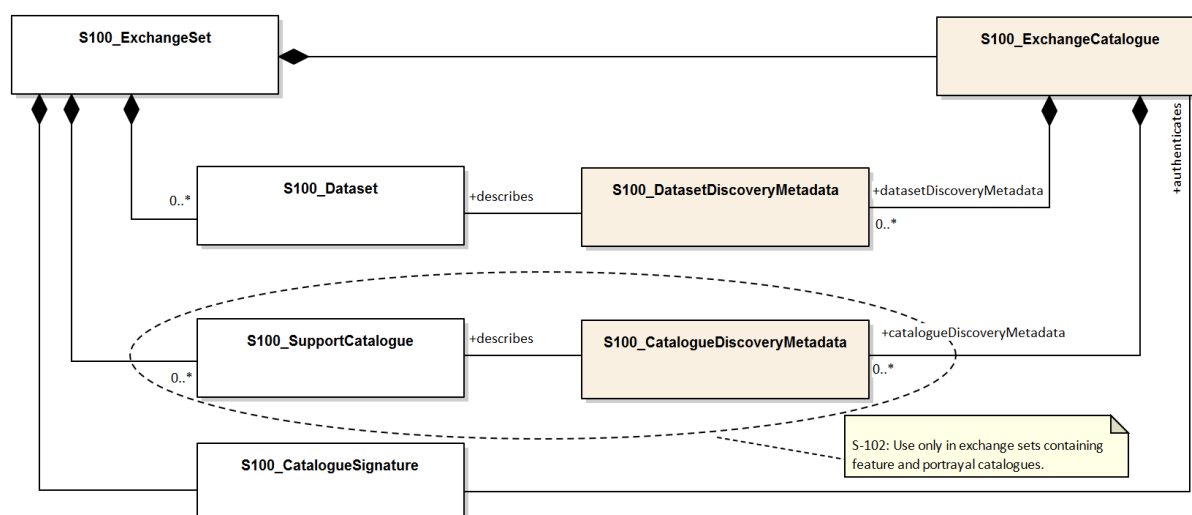 S100_ExchangeSet
S100_ExchangeCatalogue
+authenticates
S100_Dataset
+describes
S100_DatasetDiscoveryMetadata
+datasetDiscoveryMetadata
0..*
0..*
S100_SupportCatalogue
+describes
S100_CatalogueDiscoveryMetadata
+catalogueDiscoveryMetadata
0..*
0..*
S-102: Use only in exchange sets containing
feature and portrayal catalogues.
S100_CatalogueSignature